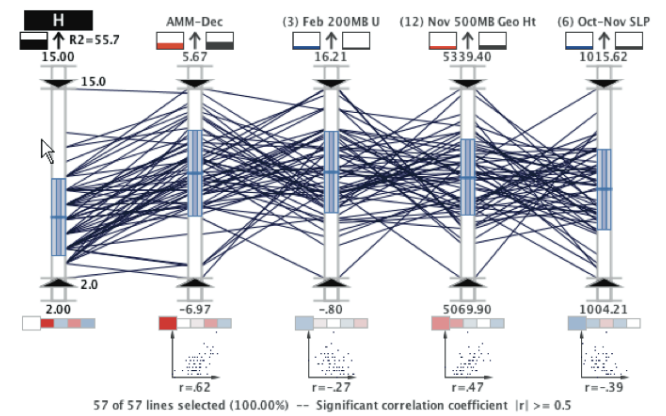 H AMM-Dec (3) Feb 200MB U (12) Nov 500MB Geo Ht (6) Oct-Nov SLP
R2=55.7
15.00 5.67 16.21 5339.40 1015.62
15.0
2.0
2.00 -6.97 -.80 5069.90 1004.21
r=.62 r=-.27 r=.47 r=-.39
57 of 57 lines selected (100.00%) -- Significant correlation coefficient |r| >= 0.5